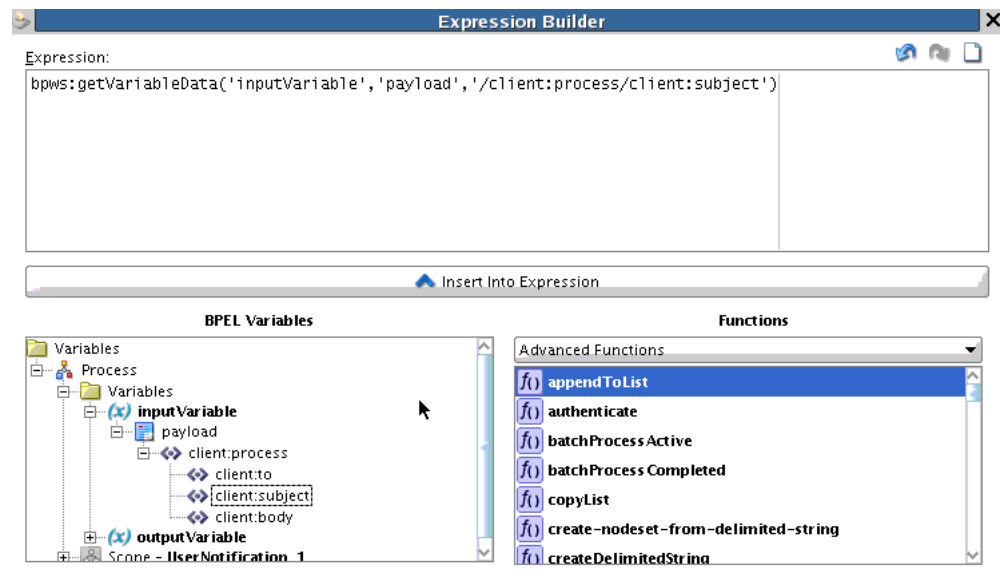 Expression Builder
Expression:
bpws:getVariableData('inputVariable','payload','/client:process/client:subject')
Insert Into Expression
BPEL Variables
Variables
Process
Variables
(x) inputVariable
payload
client:process
client:to
client:subject
client:body
(x) outputVariable
Scope - UserNotification_1
Functions
Advanced Functions
f() appendToList
f() authenticate
f() batchProcessActive
f() batchProcessCompleted
f() copyList
f() create-nodeset-from-delimited-string
f() createDelimitedString